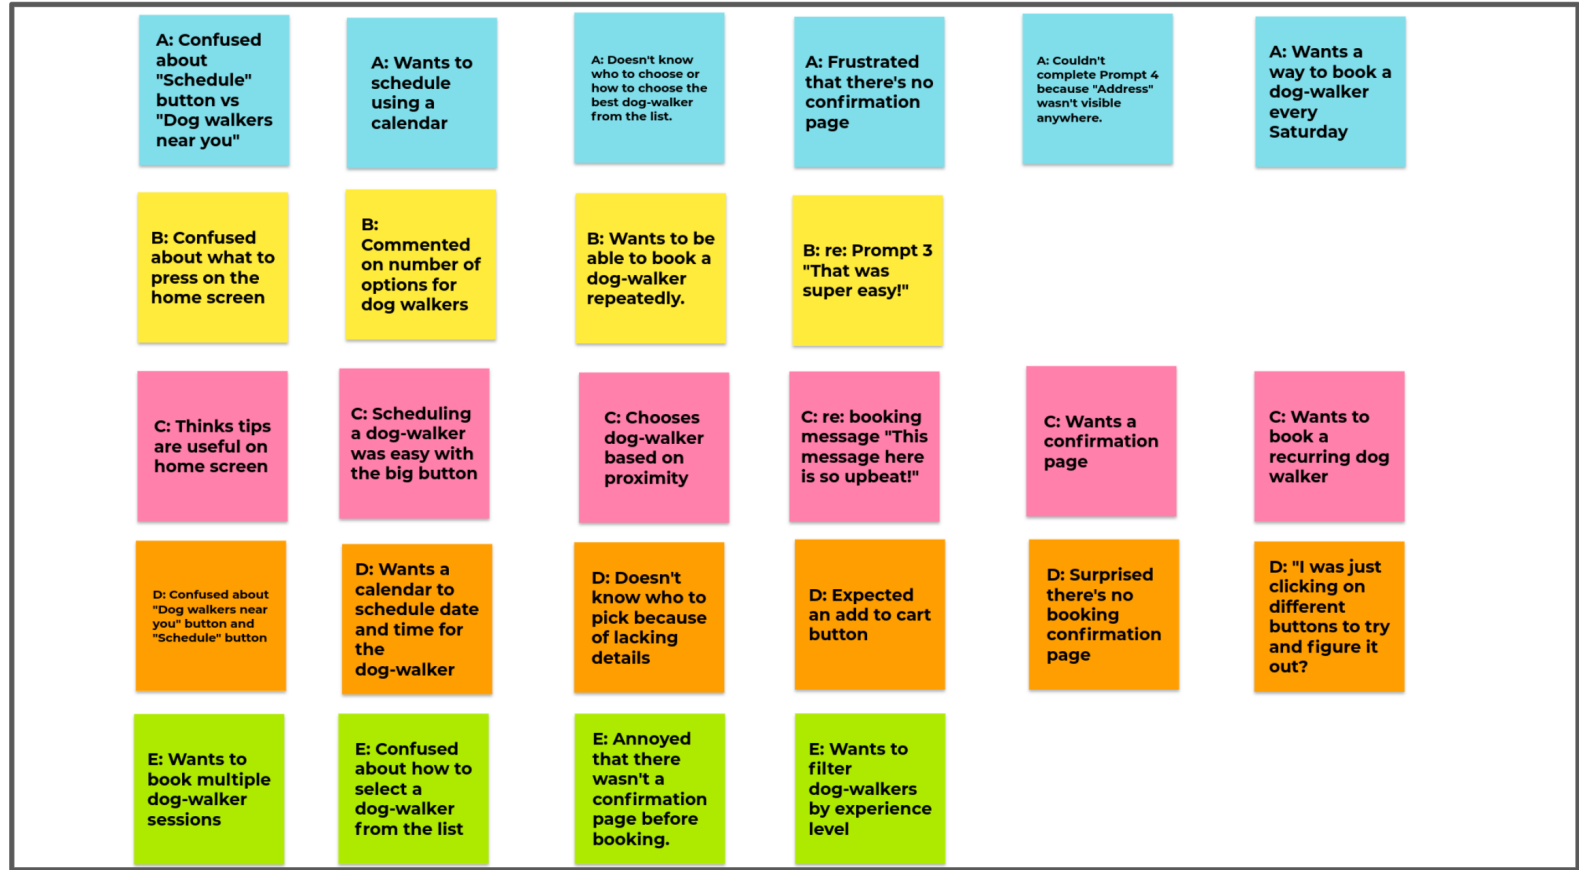 A: Confused
about
"Schedule"
button vs
"Dog walkers
near you"
A: Wants to
schedule
using a
calendar
A: Doesn't know
who to choose or
how to choose the
best dog-walker
from the list.
A: Frustrated
that there's no
confirmation
page
A: Couldn't
complete Prompt 4
because "Address"
wasn't visible
anywhere.
A: Wants a
way to book a
dog-walker
every
Saturday
B: Confused
about what to
press on the
home screen
B:
Commented
on number of
options for
dog walkers
B: Wants to be
able to book a
dog-walker
repeatedly.
B: re: Prompt 3
"That was
super easy!"
C: Thinks tips
are useful on
home screen
C: Scheduling
a dog-walker
was easy with
the big button
C: Chooses
dog-walker
based on
proximity
C: re: booking
message "This
message here
is so upbeat!"
C: Wants a
confirmation
page
C: Wants to
book a
recurring dog
walker
D: Confused about
"Dog walkers near
you" button and
"Schedule" button
D: Wants a
calendar to
schedule date
and time for
the
dog-walker
D: Doesn't
know who to
pick because
of lacking
details
D: Expected
an add to cart
button
D: Surprised
there's no
booking
confirmation
page
D: "I was just
clicking on
different
buttons to try
and figure it
out?
E: Wants to
book multiple
dog-walker
sessions
E: Confused
about how to
select a
dog-walker
from the list
E: Annoyed
that there
wasn't a
confirmation
page before
booking.
E: Wants to
filter
dog-walkers
by experience
level